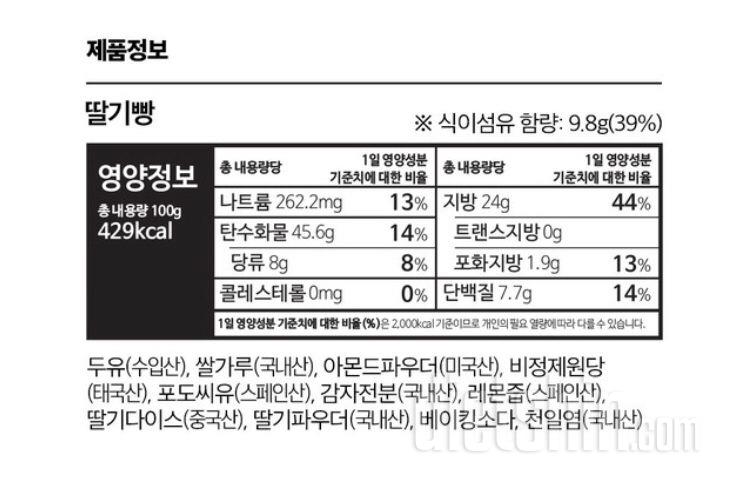 제품정보
딸기빵
※ 식이섬유 함량: 9.8g(39%)
영양정보
총 내용량 100g
429kcal
총 내용량당 1일 영양성분 기준치에 대한 비율
나트륨 262.2mg 13%
탄수화물 45.6g 14%
당류 8g 8%
콜레스테롤 0mg 0%
총 내용량당 1일 영양성분 기준치에 대한 비율
지방 24g 44%
트랜스지방 0g
포화지방 1.9g 13%
단백질 7.7g 14%
1일 영양성분 기준치에 대한 비율(%)은 2,000kcal 기준이므로 개인의 필요 열량에 따라 다를 수 있습니다.
두유(수입산), 쌀가루(국내산), 아몬드파우더(미국산), 비정제원당
(태국산), 포도씨유(스페인산), 감자전분(국내산), 레몬즙(스페인산),
딸기다이스(중국산), 딸기파우더(국내산), 베이킹소다, 천일염(국내산)
dietshin.com